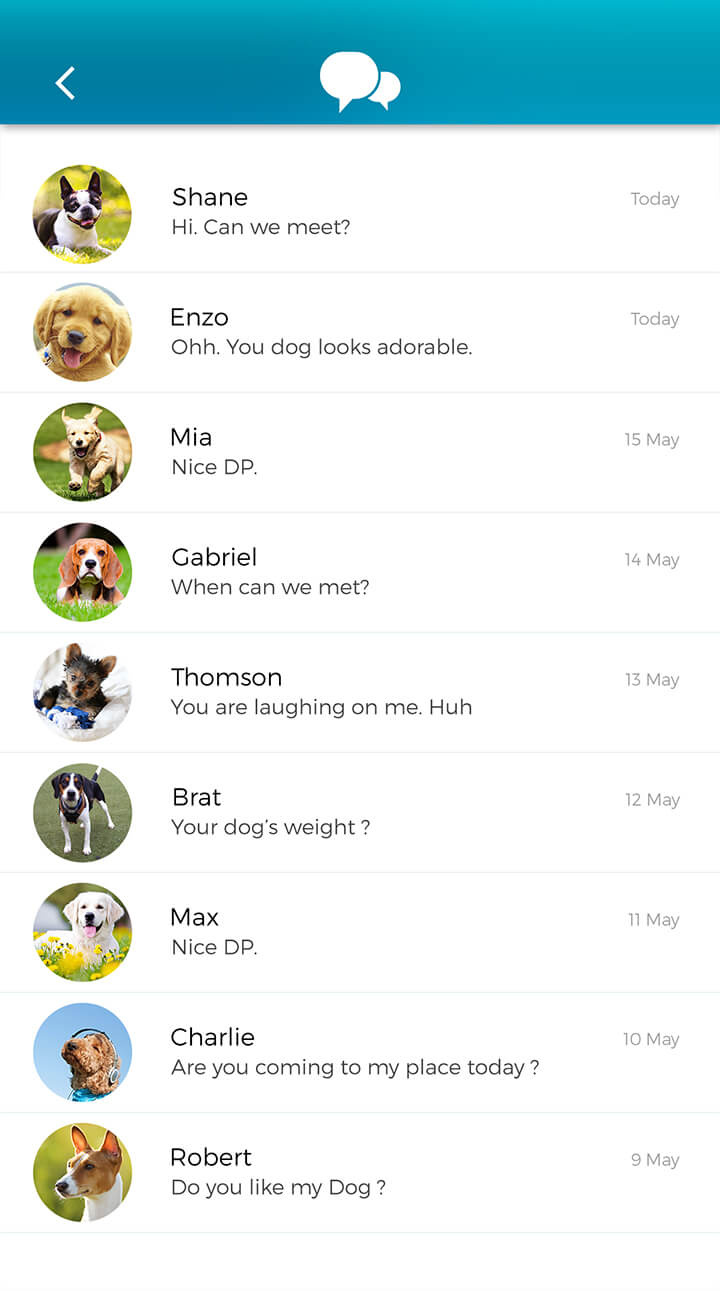 Shane
Today
Hi. Can we meet?
Enzo
Today
Ohh. You dog looks adorable.
Mia
15 May
Nice DP.
Gabriel
14 May
When can we met?
Thomson
13 May
You are laughing on me. Huh
Brat
12 May
Your dog's weight ?
Max
11 May
Nice DP.
Charlie
10 May
Are you coming to my place today ?
Robert
9 May
Do you like my Dog ?